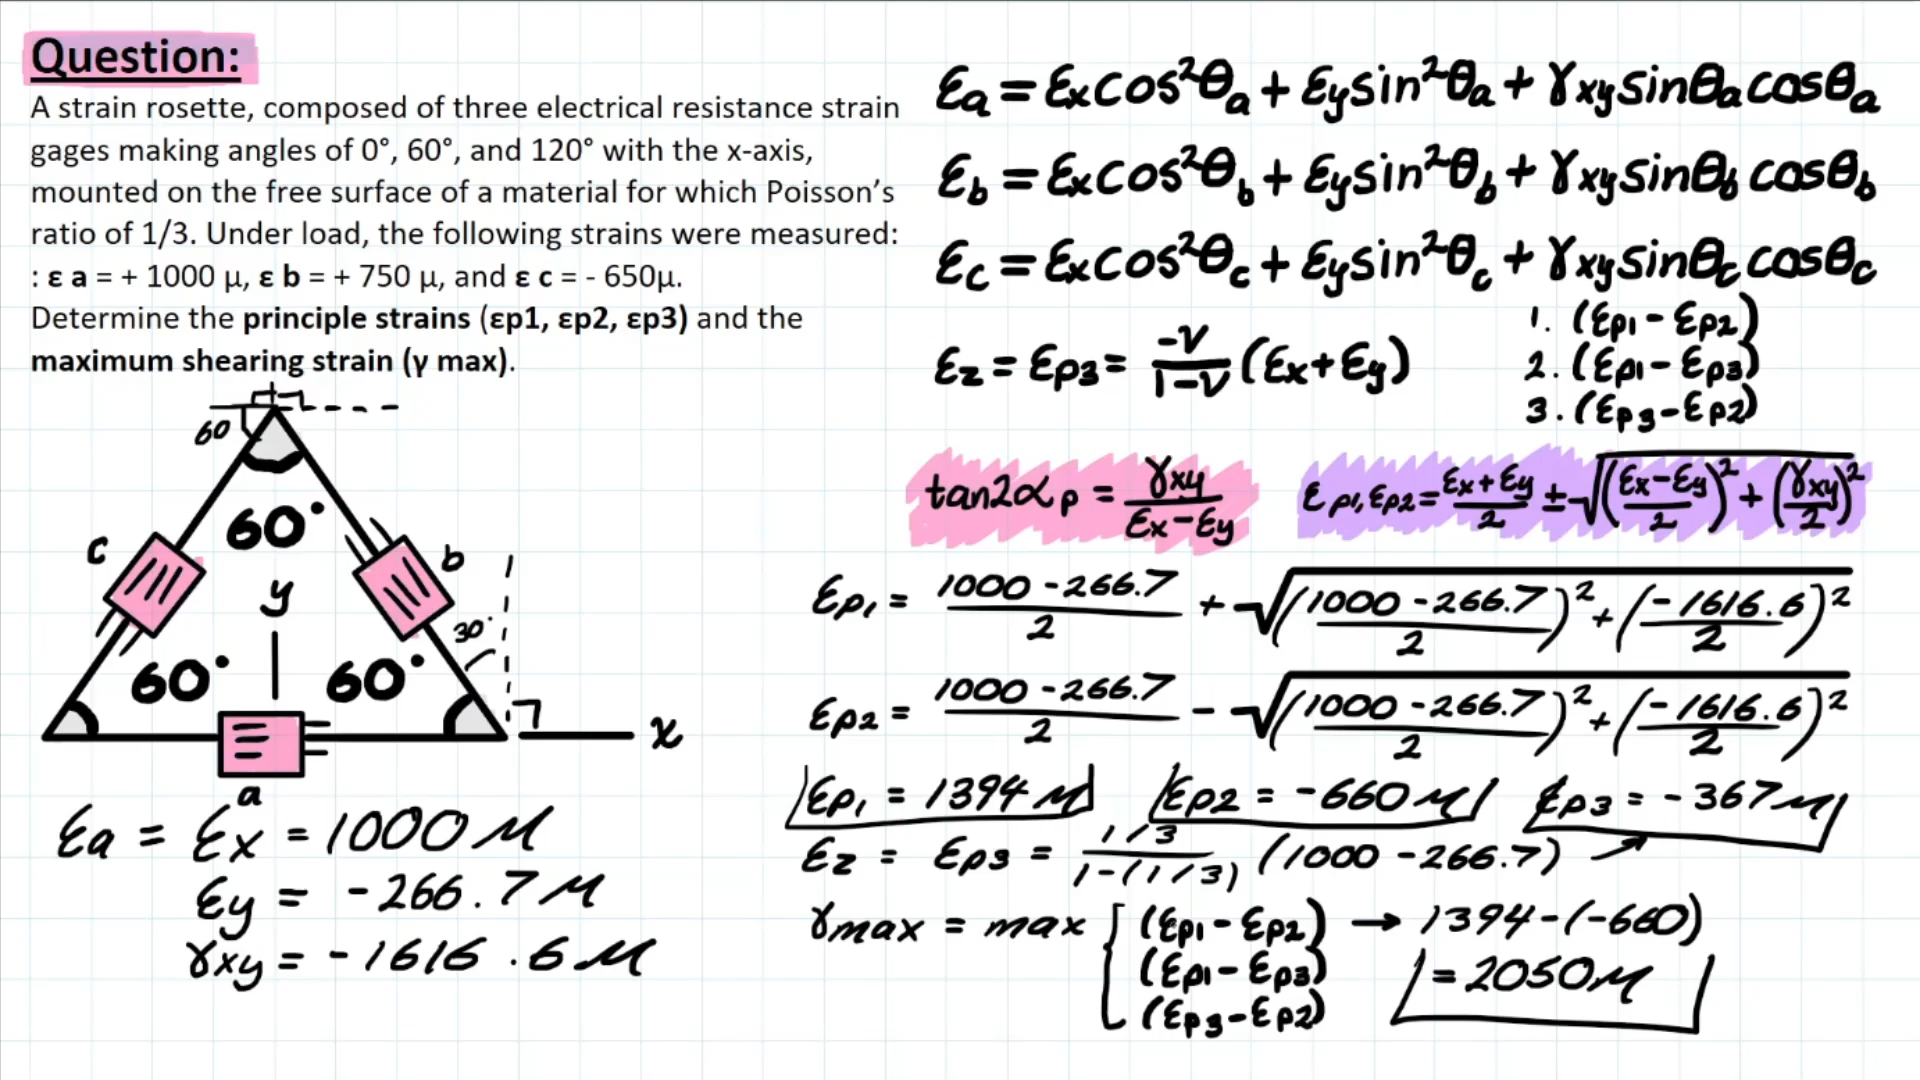 Question:
A strain rosette, composed of three electrical resistance strain
gages making angles of 0°, 60°, and 120° with the x-axis,
mounted on the free surface of a material for which Poisson's
ratio of 1/3. Under load, the following strains were measured:
: ε a = + 1000 μ, ε b = + 750 μ, and ε c = - 650μ.
Determine the principle strains (εp1, εp2, εp3) and the
maximum shearing strain (γ max).
60
60°
c
b
y
30°
60° 60°
x
a
εa = εx = 1000 μ
εy = -266.7 μ
γxy = -1616.6 μ
εa = εx cos²θa + εy sin²θa + γxy sinθa cosθa
εb = εx cos²θb + εy sin²θb + γxy sinθb cosθb
εc = εx cos²θc + εy sin²θc + γxy sinθc cosθc
εz = εp3 = -ν/1-ν (εx + εy)
1. (εp1 - εp2)
2. (εp1 - εp3)
3. (εp3 - εp2)
tan2αp = γxy/εx - εy
εp1, εp2 = εx + εy/2 ± √(εx - εy/2)² + (γxy/2)²
εp1 = 1000 - 266.7/2 + √(1000 - 266.7/2)² + (-1616.6/2)²
εp2 = 1000 - 266.7/2 - √(1000 - 266.7/2)² + (-1616.6/2)²
εp1 = 1394 μ εp2 = -660 μ εp3 = -367 μ
εz = εp3 = 1/3/1-(1/3) (1000 - 266.7)
γmax = max { (εp1 - εp2) → 1394 - (-660)
(εp1 - εp3) = 2050 μ
(εp3 - εp2)